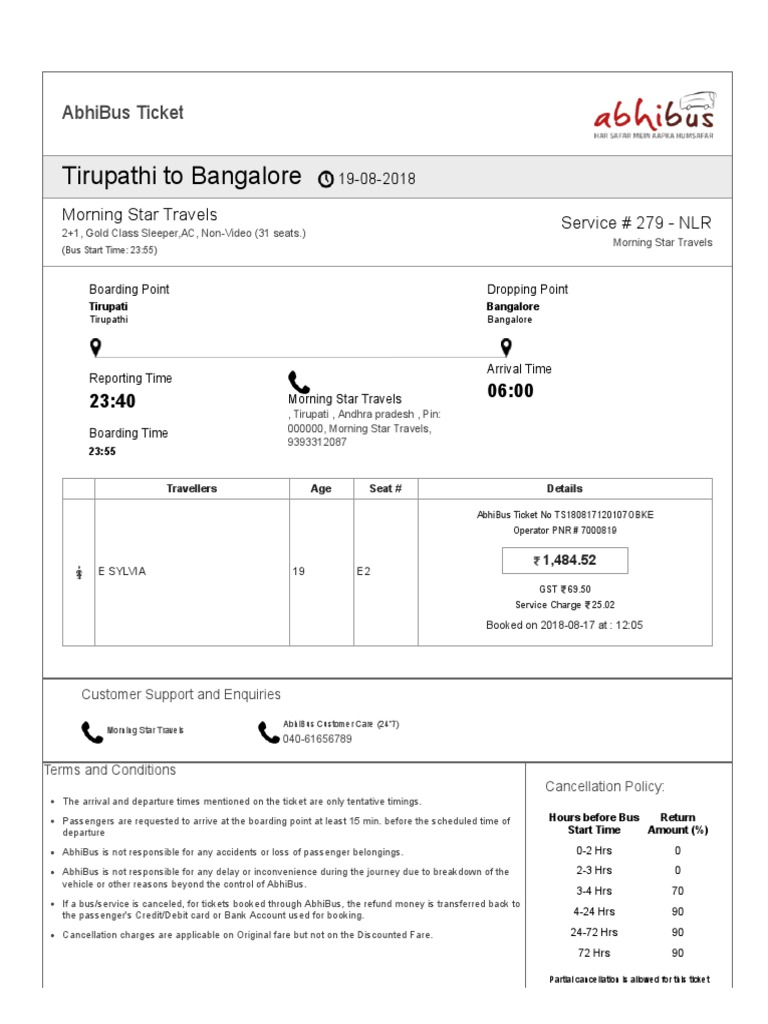 AbhiBus Ticket
abhibus
HAR SAFAR MEIN AAPKA HUMSAFAR
Tirupathi to Bangalore 19-08-2018
Morning Star Travels
2+1, Gold Class Sleeper,AC, Non-Video (31 seats.)
(Bus Start Time: 23:55)
Service # 279 - NLR
Morning Star Travels
Boarding Point
Tirupati
Tirupathi
Dropping Point
Bangalore
Bangalore
Reporting Time
23:40
Boarding Time
23:55
Morning Star Travels
, Tirupati , Andhra pradesh , Pin:
000000, Morning Star Travels,
9393312087
Arrival Time
06:00
Travellers Age Seat # Details
E SYLVIA 19 E2
AbhiBus Ticket No TS180817120107OBKE
Operator PNR # 7000819
₹ 1,484.52
GST ₹ 69.50
Service Charge ₹ 25.02
Booked on 2018-08-17 at : 12:05
Customer Support and Enquiries
Morning Star Travels
AbhiBus Customer Care (24*7)
040-61656789
Terms and Conditions
• The arrival and departure times mentioned on the ticket are only tentative timings.
• Passengers are requested to arrive at the boarding point at least 15 min. before the scheduled time of
departure
• AbhiBus is not responsible for any accidents or loss of passenger belongings.
• AbhiBus is not responsible for any delay or inconvenience during the journey due to breakdown of the
vehicle or other reasons beyond the control of AbhiBus.
• If a bus/service is canceled, for tickets booked through AbhiBus, the refund money is transferred back to
the passenger's Credit/Debit card or Bank Account used for booking.
• Cancellation charges are applicable on Original fare but not on the Discounted Fare.
Cancellation Policy:
Hours before Bus Return
Start Time Amount (%)
0-2 Hrs 0
2-3 Hrs 0
3-4 Hrs 70
4-24 Hrs 90
24-72 Hrs 90
72 Hrs 90
Partial cancellation is allowed for this ticket